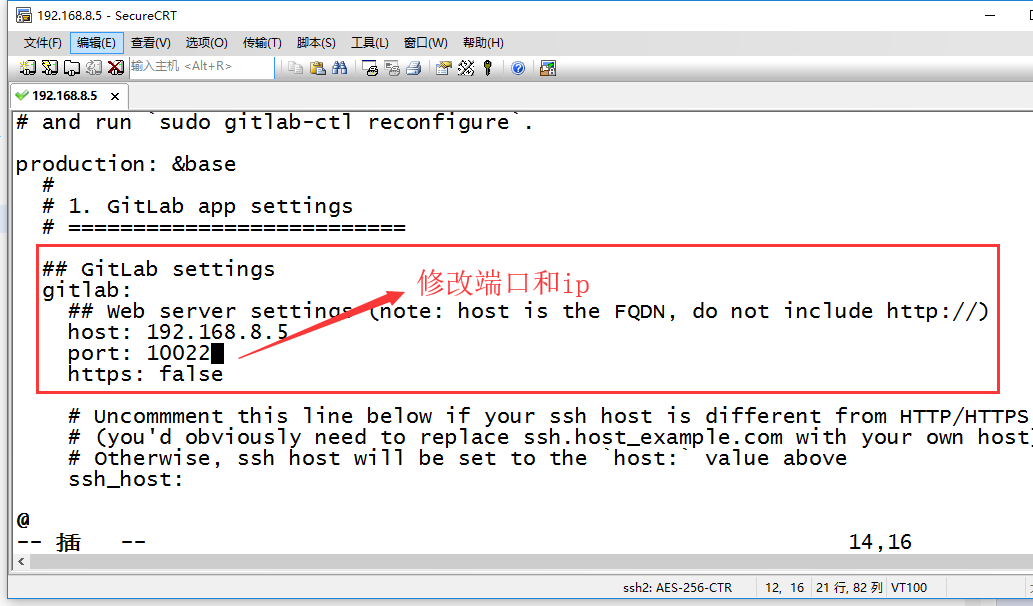 192.168.8.5 - SecureCRT
文件(F) 编辑(E) 查看(V) 选项(O) 传输(T) 脚本(S) 工具(L) 窗口(W) 帮助(H)
输入主机 <Alt+R>
192.168.8.5
# and run `sudo gitlab-ctl reconfigure`.
production: &base
#
# 1. GitLab app settings
# ==========================
## GitLab settings
修改端口和ip
gitlab:
## Web server settings (note: host is the FQDN, do not include http://)
host: 192.168.8.5
port: 10022
https: false
# Uncommment this line below if your ssh host is different from HTTP/HTTPS
# (you'd obviously need to replace ssh.host_example.com with your own host)
# Otherwise, ssh host will be set to the `host:` value above
ssh_host:
@
-- 插 -- 14,16
ssh2: AES-256-CTR 12, 16 21 行, 82 列 VT100